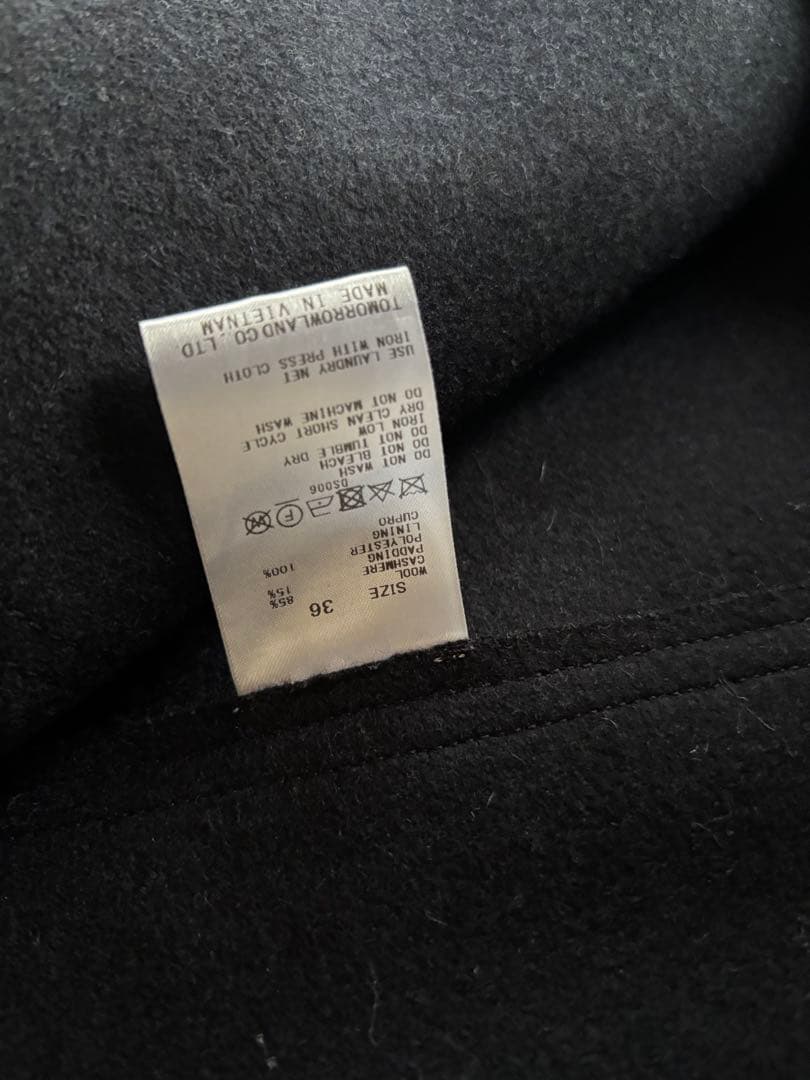 SIZE 36
WOOL 85%
CASHMERE 15%
PADDING
POLYESTER 100%
LINING
CUPRO
DS006
DO NOT WASH
DO NOT BLEACH
DO NOT TUMBLE DRY
IRON LOW
DRY CLEAN SHORT CYCLE
DO NOT MACHINE WASH
USE LAUNDRY NET
IRON WITH PRESS CLOTH
TOMORROWLAND CO., LTD.
MADE IN VIETNAM